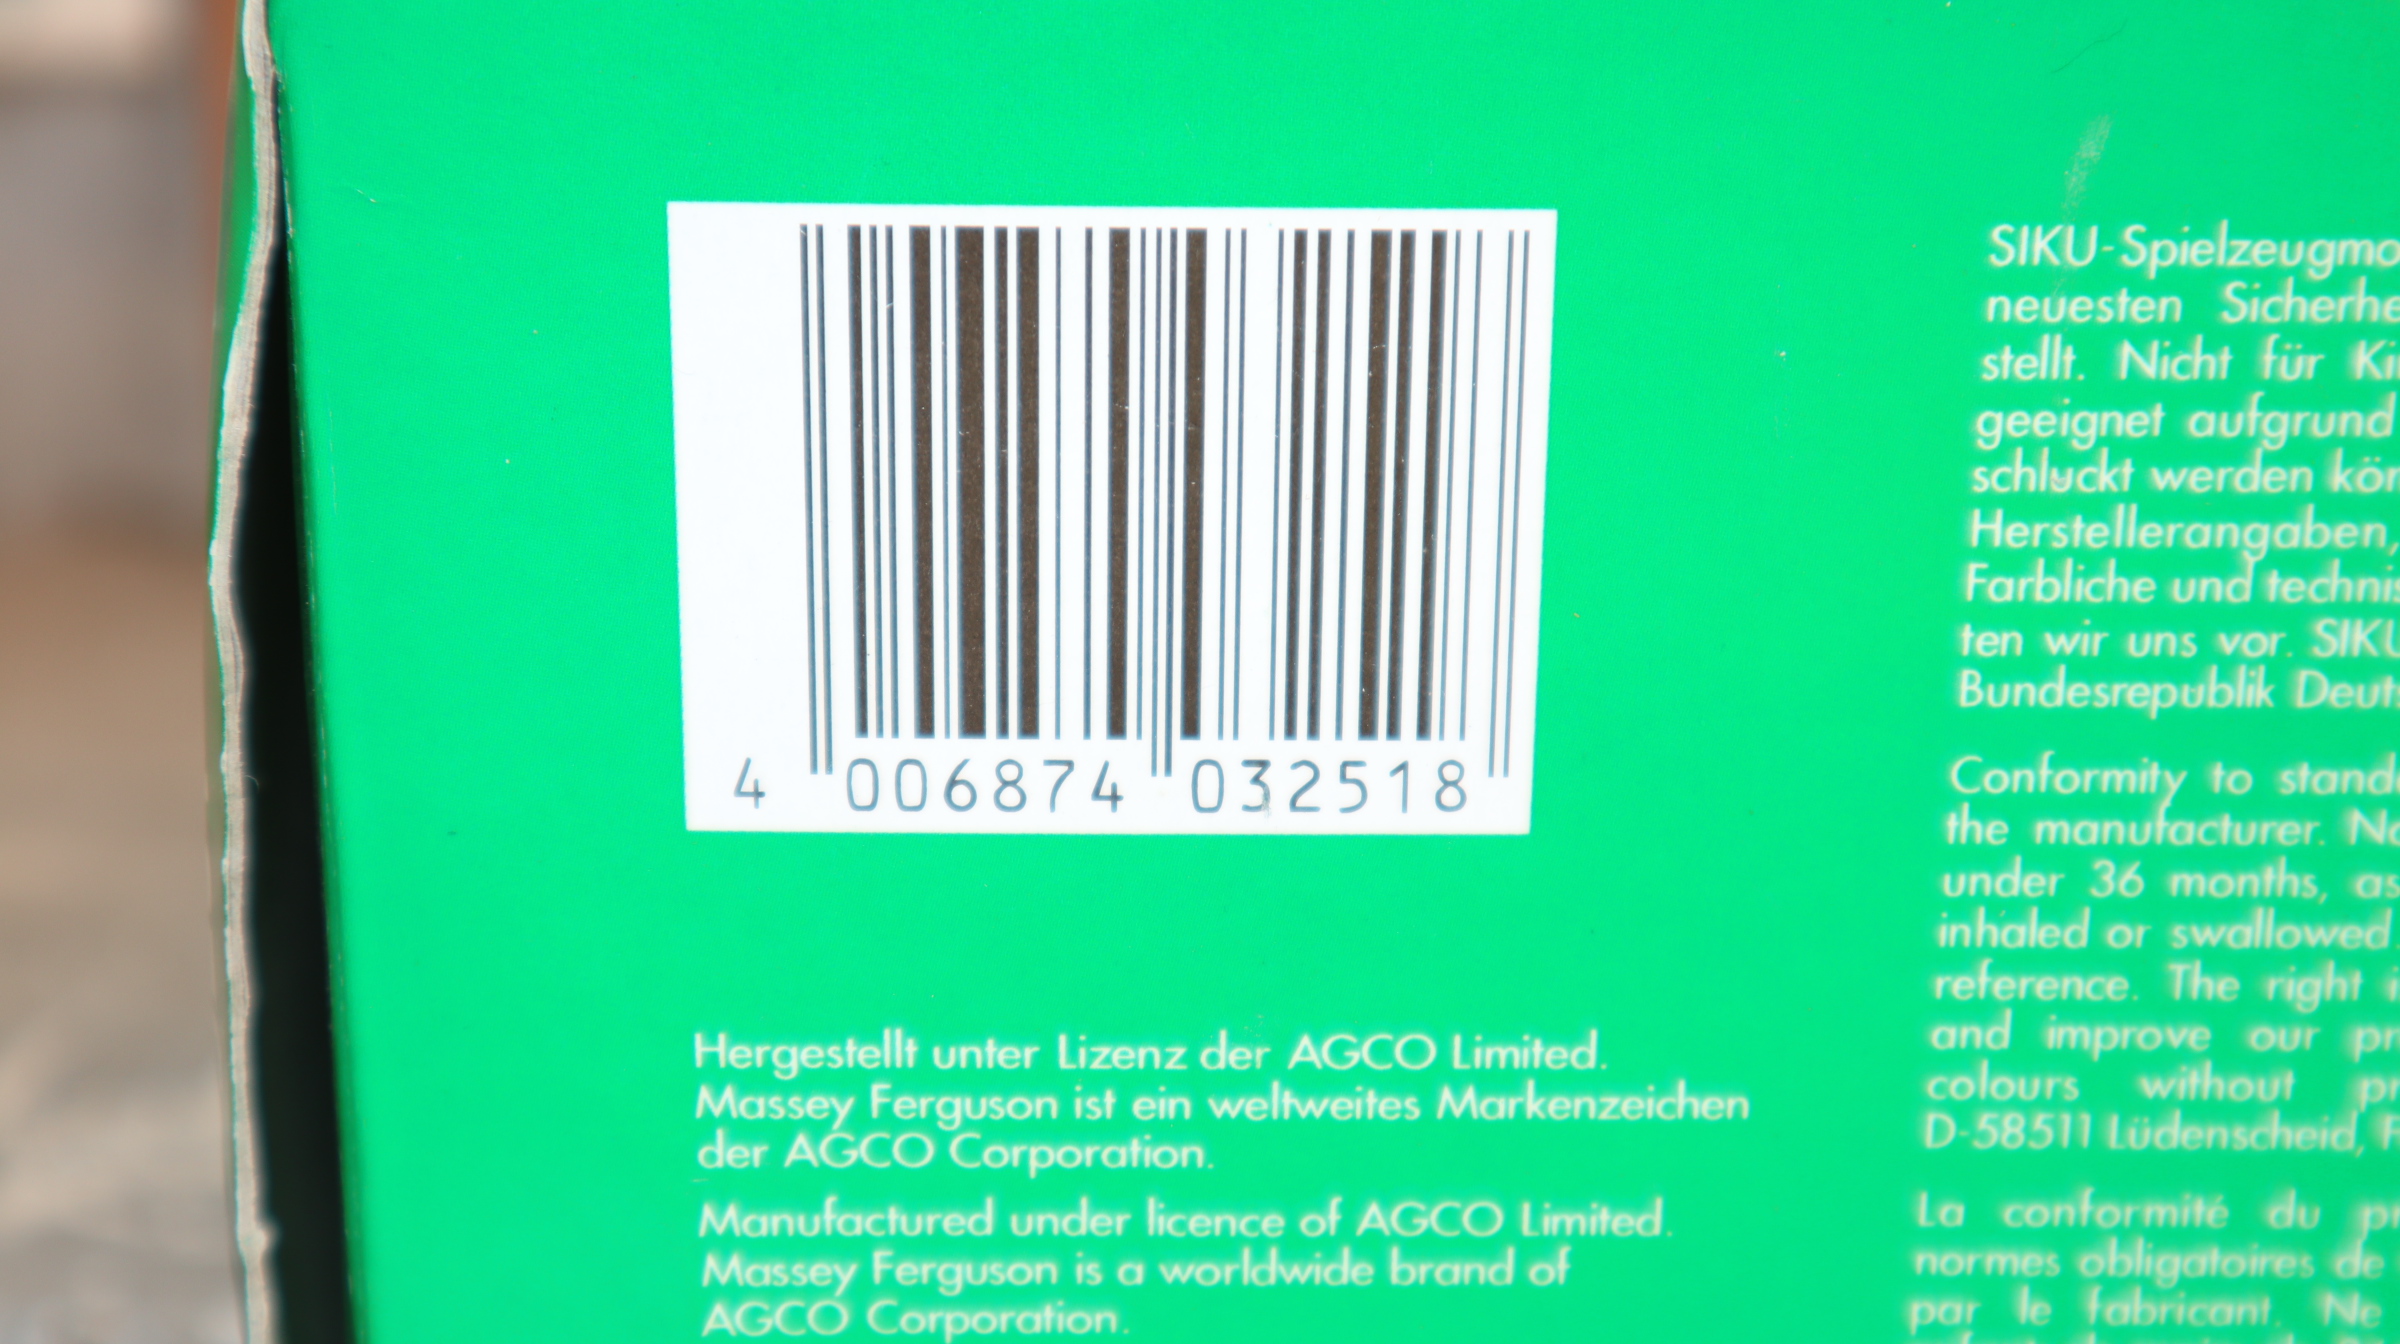 4 006874 032518
Hergestellt unter Lizenz der AGCO Limited.
Massey Ferguson ist ein weltweites Markenzeichen
der AGCO Corporation.
Manufactured under licence of AGCO Limited.
Massey Ferguson is a worldwide brand of
AGCO Corporation.
SIKU-Spielzeugmo
neuesten Sicherhe
stellt. Nicht für Ki
geeignet aufgrund
schluckt werden kön
Herstellerangaben,
Farbliche und technis
ten wir uns vor. SIKU
Bundesrepublik Deuts
Conformity to stand
the manufacturer. No
under 36 months, as
inhaled or swallowed.
reference. The right
and improve our pr
colours without pr
D-58511 Lüdenscheid, F
La conformité du pr
normes obligatoires de
par le fabricant. Ne